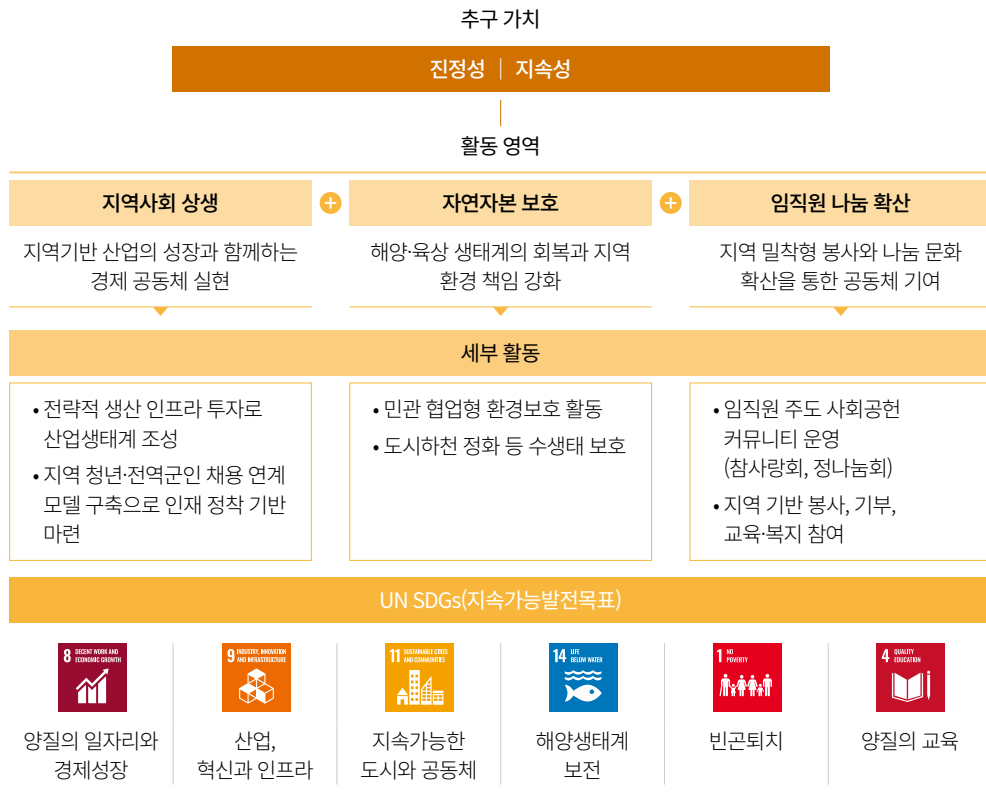 추구 가치
진정성 | 지속성
활동 영역
지역사회 상생
지역기반 산업의 성장과 함께하는
경제 공동체 실현
자연자본 보호
해양·육상 생태계의 회복과 지역
환경 책임 강화
임직원 나눔 확산
지역 밀착형 봉사와 나눔 문화
확산을 통한 공동체 기여
세부 활동
• 전략적 생산 인프라 투자로
산업생태계 조성
• 지역 청년·전역군인 채용 연계
모델 구축으로 인재 정착 기반
마련
• 민관 협업형 환경보호 활동
• 도시하천 정화 등 수생태 보호
• 임직원 주도 사회공헌
커뮤니티 운영
(참사랑회, 정나눔회)
• 지역 기반 봉사, 기부,
교육·복지 참여
UN SDGs(지속가능발전목표)
8 DECENT WORK AND
ECONOMIC GROWTH
양질의 일자리와
경제성장
9 INDUSTRY, INNOVATION
AND INFRASTRUCTURE
산업,
혁신과 인프라
11 SUSTAINABLE CITIES
AND COMMUNITIES
지속가능한
도시와 공동체
14 LIFE
BELOW WATER
해양생태계
보전
1 NO
POVERTY
빈곤퇴치
4 QUALITY
EDUCATION
양질의 교육